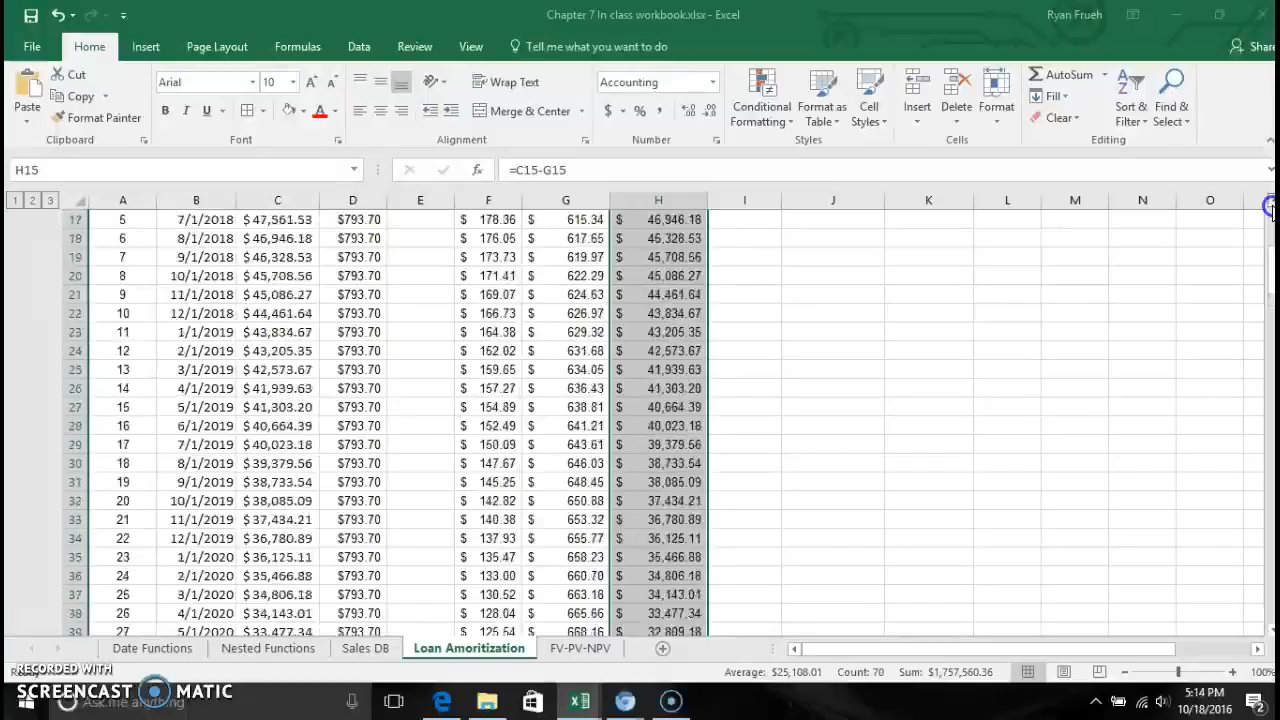 Chapter 7 In class workbook.xlsx - Excel
Ryan Frueh
File Home Insert Page Layout Formulas Data Review View Tell me what you want to do Share
Paste Cut Copy Format Painter Clipboard
Arial 10 Font
Wrap Text Merge & Center Alignment
Accounting $ % , Number
Conditional Formatting Format as Table Cell Styles Styles
Insert Delete Format Cells
AutoSum Fill Clear Sort & Filter Find & Select Editing
H15 fx =C15-G15
1 2 3 A B C D E F G H I J K L M N O
17 5 7/1/2018 $ 47,561.53 $793.70 $ 178.36 $ 615.34 $ 46,946.18
18 6 8/1/2018 $ 46,946.18 $793.70 $ 176.05 $ 617.65 $ 46,328.53
19 7 9/1/2018 $ 46,328.53 $793.70 $ 173.73 $ 619.97 $ 45,708.56
20 8 10/1/2018 $ 45,708.56 $793.70 $ 171.41 $ 622.29 $ 45,086.27
21 9 11/1/2018 $ 45,086.27 $793.70 $ 169.07 $ 624.63 $ 44,461.64
22 10 12/1/2018 $ 44,461.64 $793.70 $ 166.73 $ 626.97 $ 43,834.67
23 11 1/1/2019 $ 43,834.67 $793.70 $ 164.38 $ 629.32 $ 43,205.35
24 12 2/1/2019 $ 43,205.35 $793.70 $ 162.02 $ 631.68 $ 42,573.67
25 13 3/1/2019 $ 42,573.67 $793.70 $ 159.65 $ 634.05 $ 41,939.63
26 14 4/1/2019 $ 41,939.63 $793.70 $ 157.27 $ 636.43 $ 41,303.20
27 15 5/1/2019 $ 41,303.20 $793.70 $ 154.89 $ 638.81 $ 40,664.39
28 16 6/1/2019 $ 40,664.39 $793.70 $ 152.49 $ 641.21 $ 40,023.18
29 17 7/1/2019 $ 40,023.18 $793.70 $ 150.09 $ 643.61 $ 39,379.56
30 18 8/1/2019 $ 39,379.56 $793.70 $ 147.67 $ 646.03 $ 38,733.54
31 19 9/1/2019 $ 38,733.54 $793.70 $ 145.25 $ 648.45 $ 38,085.09
32 20 10/1/2019 $ 38,085.09 $793.70 $ 142.82 $ 650.88 $ 37,434.21
33 21 11/1/2019 $ 37,434.21 $793.70 $ 140.38 $ 653.32 $ 36,780.89
34 22 12/1/2019 $ 36,780.89 $793.70 $ 137.93 $ 655.77 $ 36,125.11
35 23 1/1/2020 $ 36,125.11 $793.70 $ 135.47 $ 658.23 $ 35,466.88
36 24 2/1/2020 $ 35,466.88 $793.70 $ 133.00 $ 660.70 $ 34,806.18
37 25 3/1/2020 $ 34,806.18 $793.70 $ 130.52 $ 663.18 $ 34,143.01
38 26 4/1/2020 $ 34,143.01 $793.70 $ 128.04 $ 665.66 $ 33,477.34
39 27 5/1/2020 $ 33,477.34 $793.70 $ 125.54 $ 668.16 $ 32,809.18
Date Functions Nested Functions Sales DB Loan Amoritization FV-PV-NPV
Average: $25,108.01 Count: 70 Sum: $1,757,560.36 100%
RECORDED WITH
SCREENCAST MATIC
Ask me anything
5:14 PM
10/18/2016
2